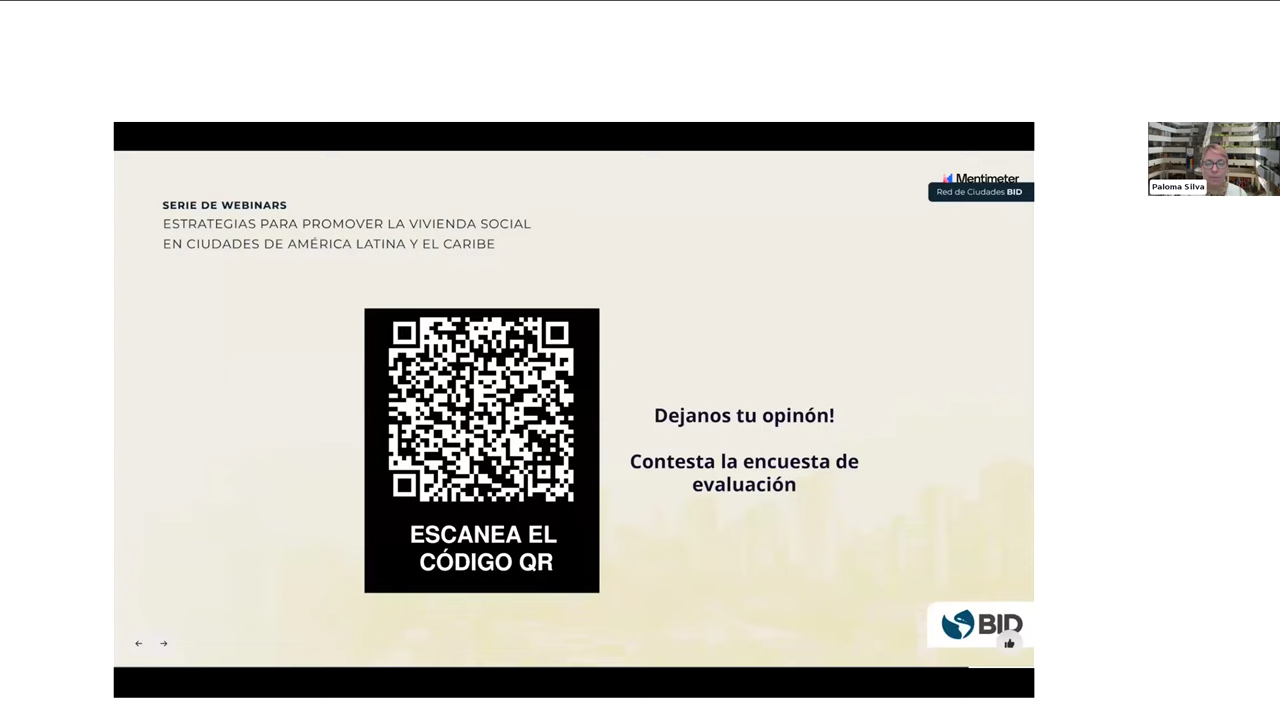 Mentimeter
Red de Ciudades BID
SERIE DE WEBINARS
ESTRATEGIAS PARA PROMOVER LA VIVIENDA SOCIAL
EN CIUDADES DE AMÉRICA LATINA Y EL CARIBE
Paloma Silva
Dejanos tu opinón!
Contesta la encuesta de
evaluación
ESCANEA EL
CÓDIGO QR
BID